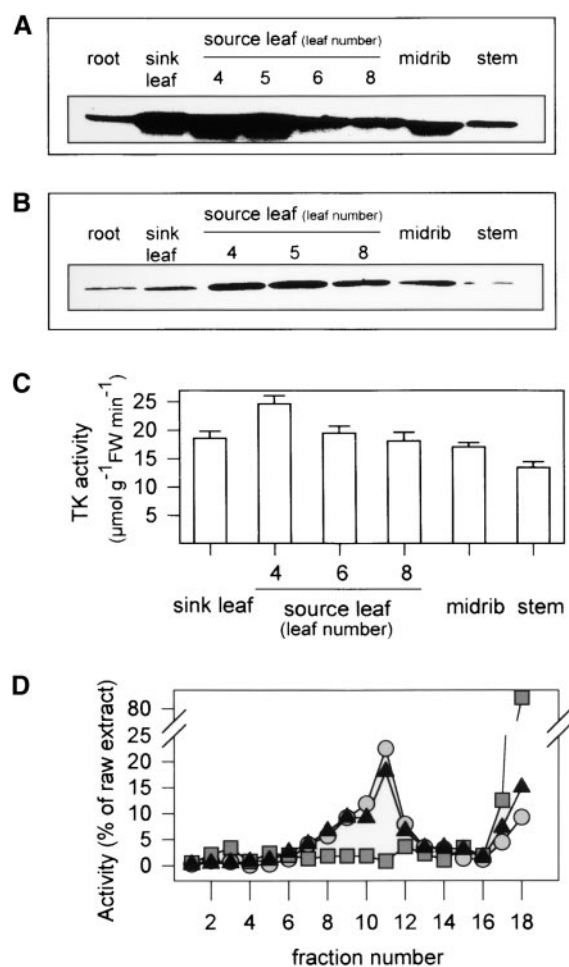 A
root sink leaf source leaf (leaf number) midrib stem
4 5 6 8
B
root sink leaf source leaf (leaf number) midrib stem
4 5 8
C
TK activity
(μmol g⁻¹ FW min⁻¹)
25
20
15
10
5
4 6 8
sink leaf source leaf midrib stem
(leaf number)
D
Activity (% of raw extract)
80
25
20
15
10
5
0
2 4 6 8 10 12 14 16 18
fraction number